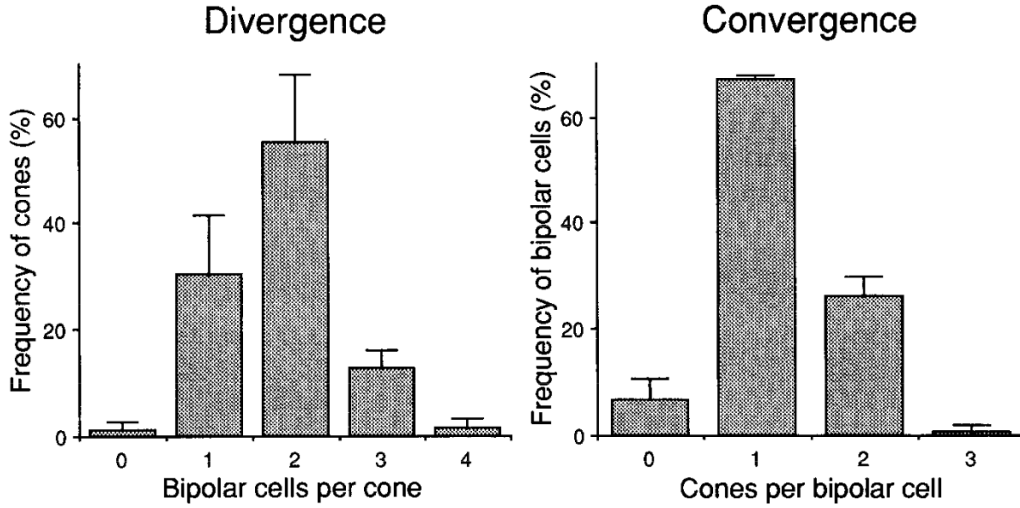 Divergence
Frequency of cones (%)
60
40
20
0
0 1 2 3 4
Bipolar cells per cone
Convergence
Frequency of bipolar cells (%)
60
40
20
0
0 1 2 3
Cones per bipolar cell